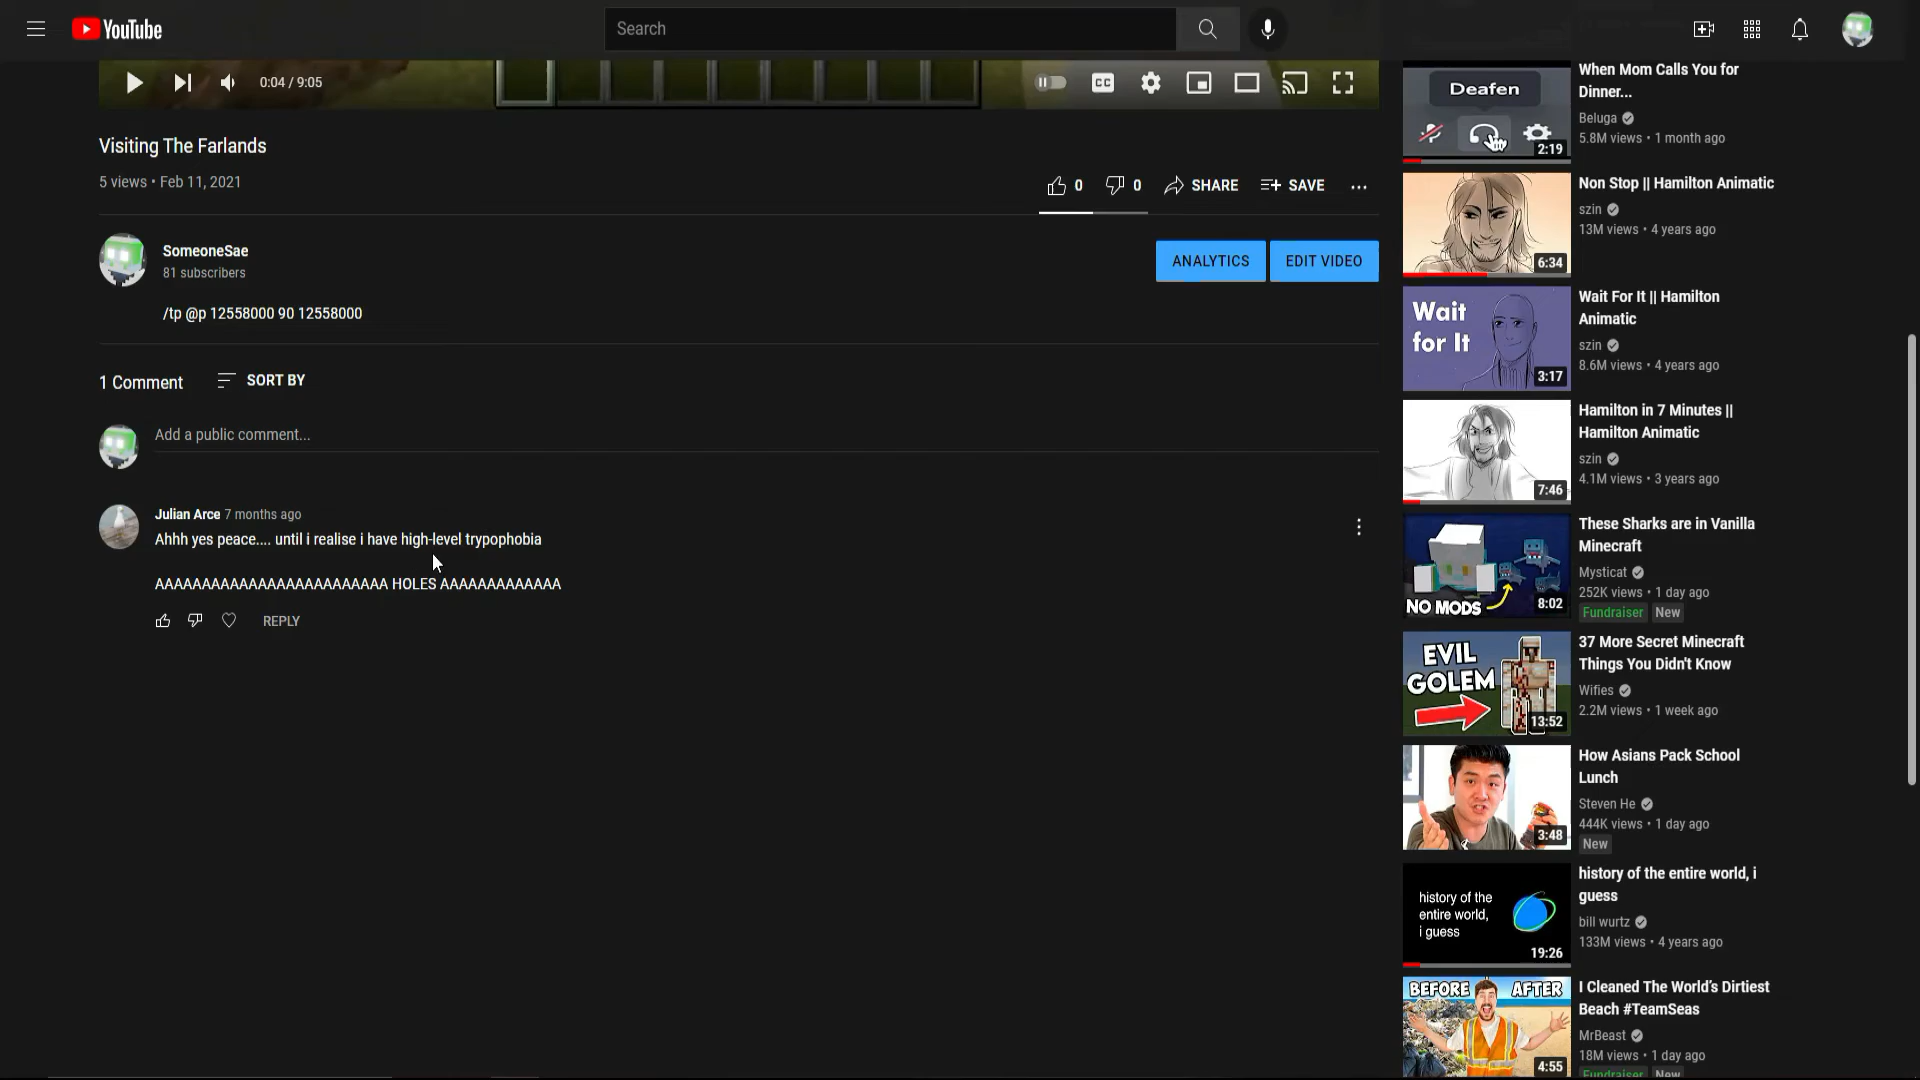 YouTube
Search
0:04 / 9:05
CC
Visiting The Farlands
5 views • Feb 11, 2021
0
0
SHARE
SAVE
SomeoneSae
81 subscribers
ANALYTICS
EDIT VIDEO
/tp @p 12558000 90 12558000
1 Comment
SORT BY
Add a public comment...
Julian Arce 7 months ago
Ahhh yes peace.... until i realise i have high-level trypophobia
AAAAAAAAAAAAAAAAAAAAAAAAA HOLES AAAAAAAAAAAAA
REPLY
Deafen
2:19
When Mom Calls You for
Dinner...
Beluga
5.8M views • 1 month ago
6:34
Non Stop || Hamilton Animatic
szin
13M views • 4 years ago
Wait
for It
3:17
Wait For It || Hamilton
Animatic
szin
8.6M views • 4 years ago
7:46
Hamilton in 7 Minutes ||
Hamilton Animatic
szin
4.1M views • 3 years ago
NO MODS
8:02
These Sharks are in Vanilla
Minecraft
Mysticat
252K views • 1 day ago
Fundraiser New
EVIL
GOLEM
13:52
37 More Secret Minecraft
Things You Didn't Know
Wifies
2.2M views • 1 week ago
3:48
How Asians Pack School
Lunch
Steven He
444K views • 1 day ago
New
history of the
entire world,
i guess
19:26
history of the entire world, i
guess
bill wurtz
133M views • 4 years ago
BEFORE AFTER
4:55
I Cleaned The World's Dirtiest
Beach #TeamSeas
MrBeast
18M views • 1 day ago
Fundraiser New